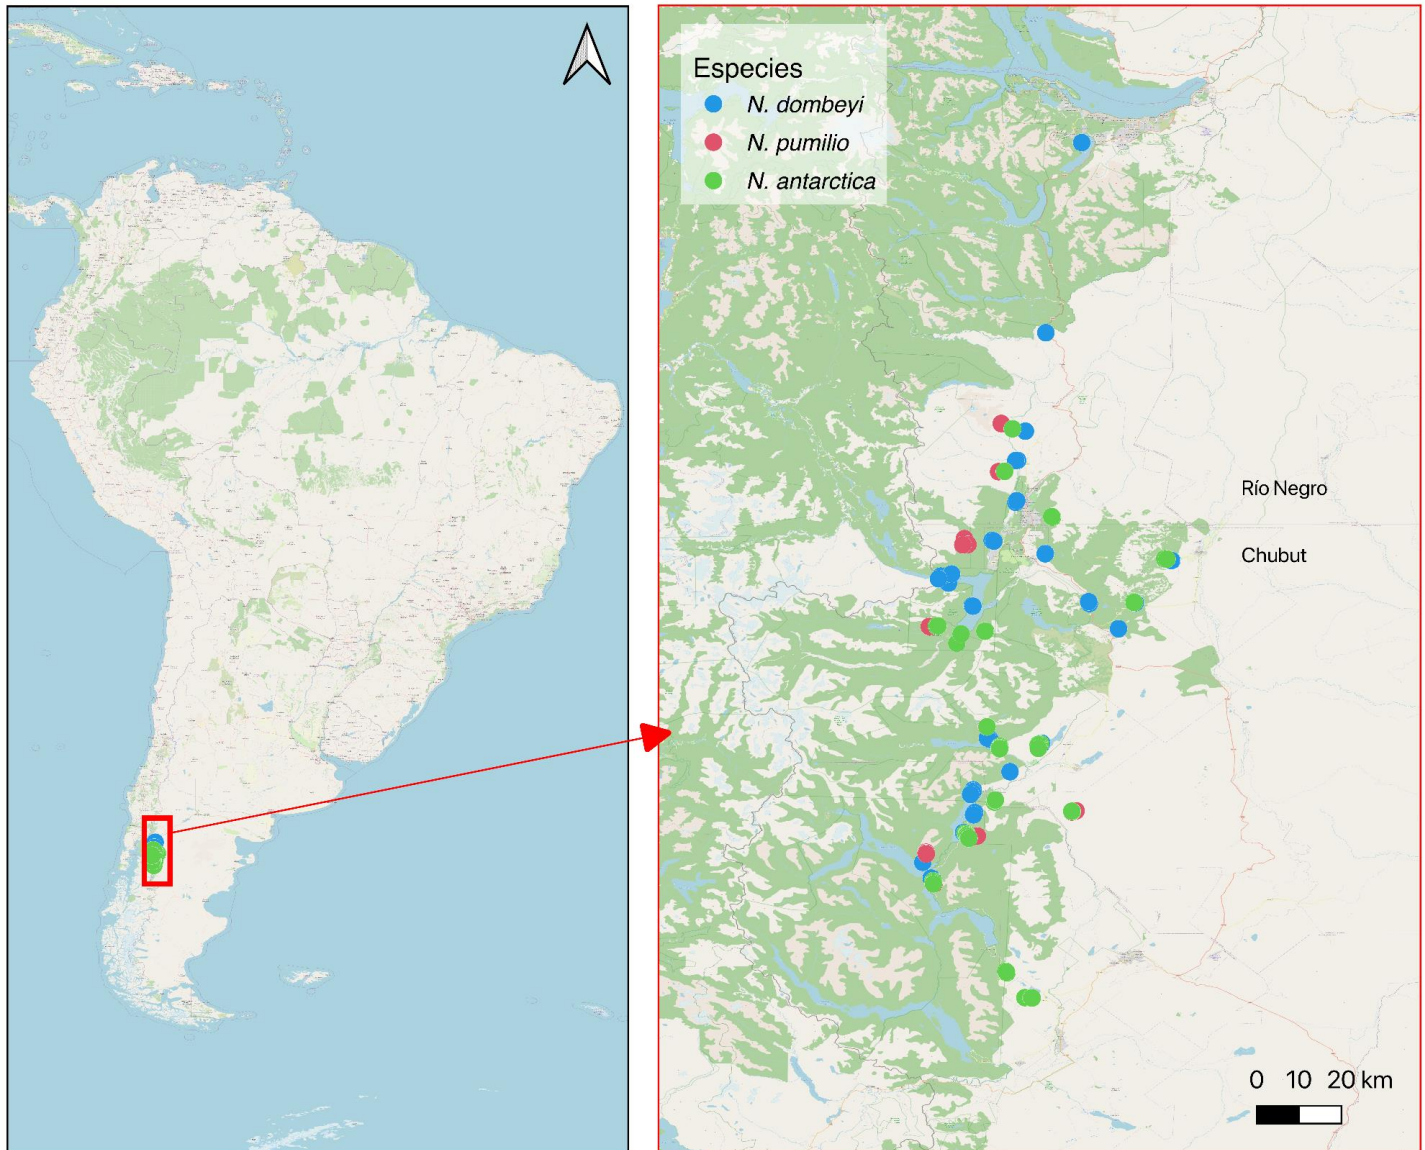 Especies
N. dombeyi
N. pumilio
N. antarctica
Río Negro
Chubut
0 10 20 km